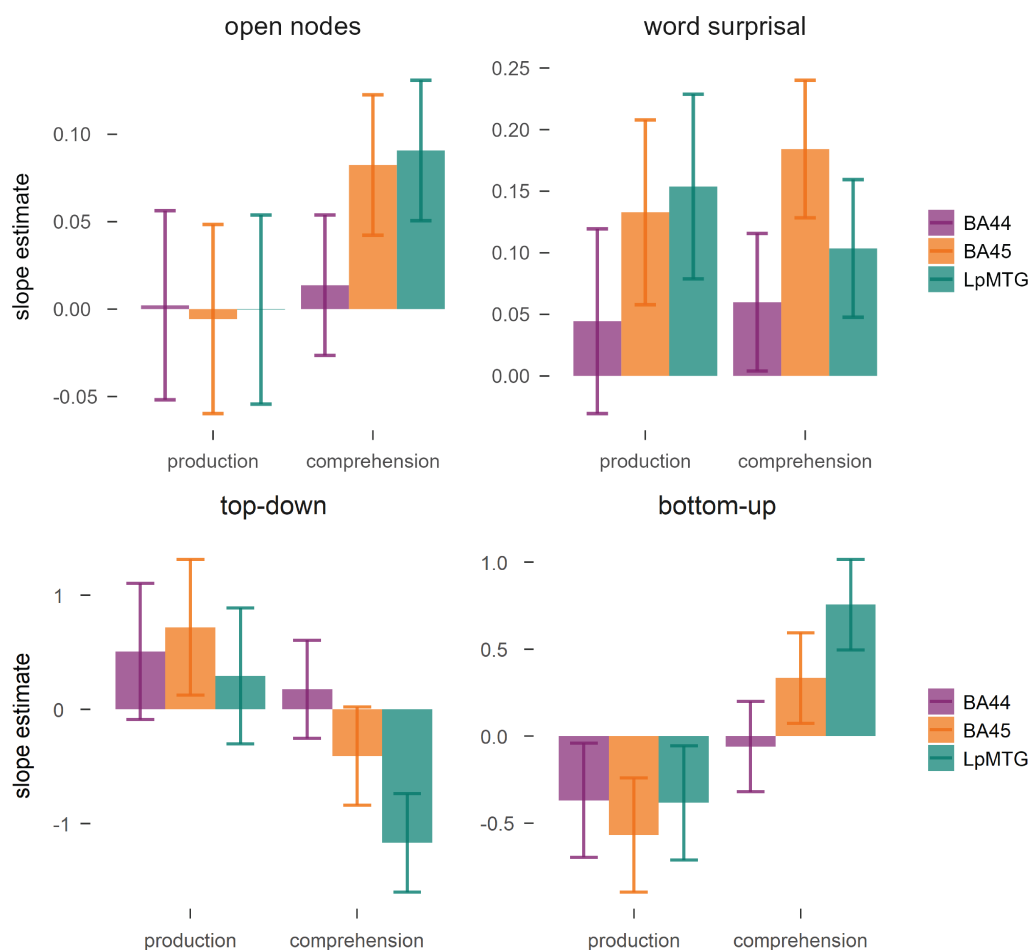 open nodes
word surprisal
slope estimate
0.10
0.05
0.00
-0.05
production
comprehension
0.25
0.20
0.15
0.10
0.05
0.00
production
comprehension
BA44
BA45
LpMTG
top-down
bottom-up
slope estimate
1
0
-1
production
comprehension
1.0
0.5
0.0
-0.5
production
comprehension
BA44
BA45
LpMTG